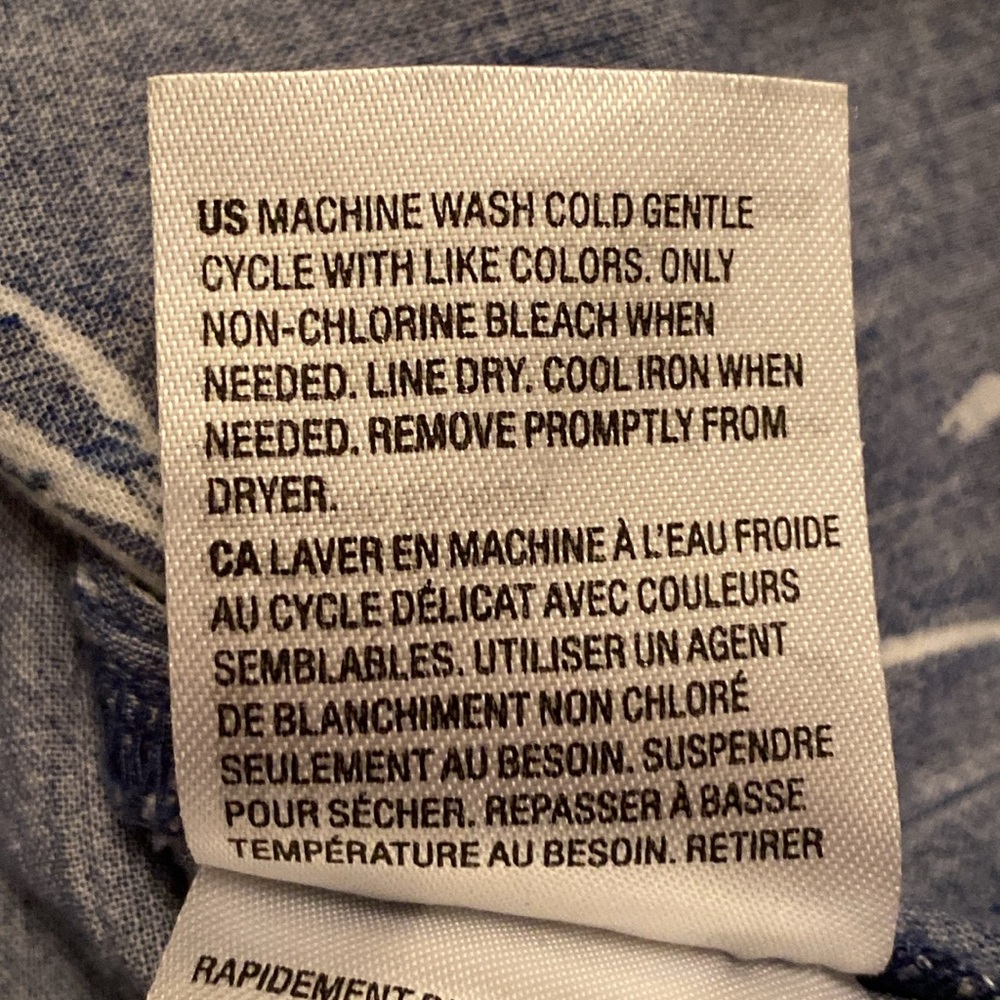 US MACHINE WASH COLD GENTLE
CYCLE WITH LIKE COLORS. ONLY
NON-CHLORINE BLEACH WHEN
NEEDED. LINE DRY. COOL IRON WHEN
NEEDED. REMOVE PROMPTLY FROM
DRYER.
CA LAVER EN MACHINE À L'EAU FROIDE
AU CYCLE DÉLICAT AVEC COULEURS
SEMBLABLES. UTILISER UN AGENT
DE BLANCHIMENT NON CHLORÉ
SEULEMENT AU BESOIN. SUSPENDRE
POUR SÉCHER. REPASSER À BASSE
TEMPÉRATURE AU BESOIN. RETIRER
RAPIDEMENT